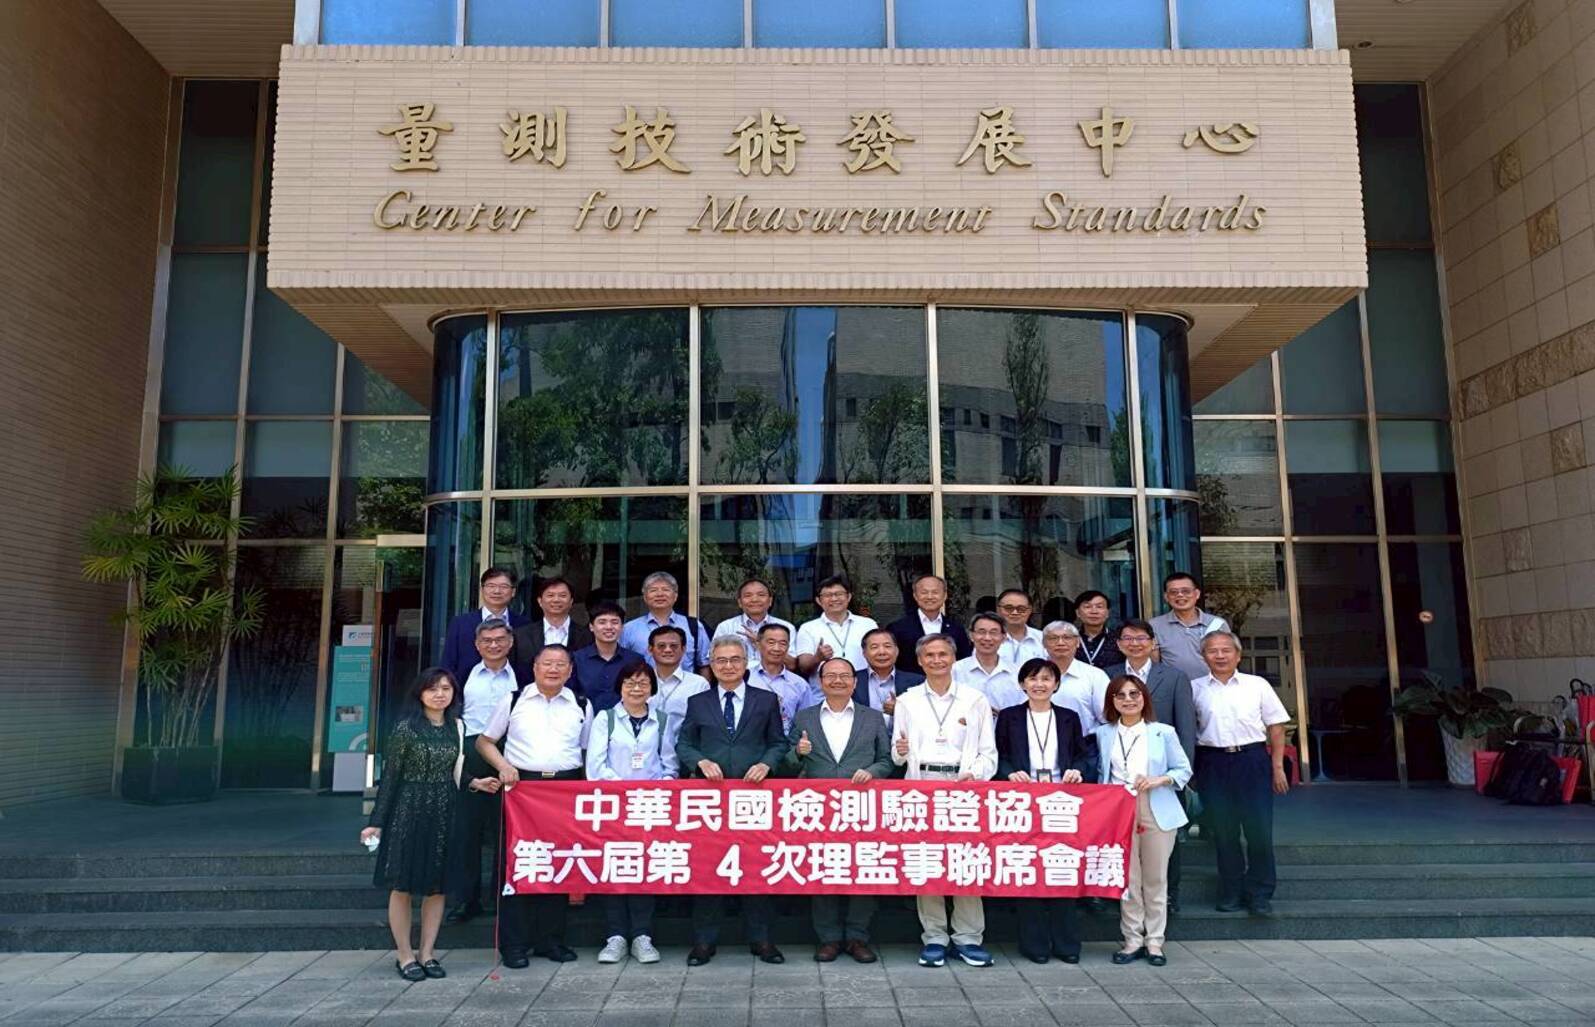 量測技術發展中心
Center for Measurement Standards
中華民國檢測驗證協會
第六屆第 4 次理監事聯席會議